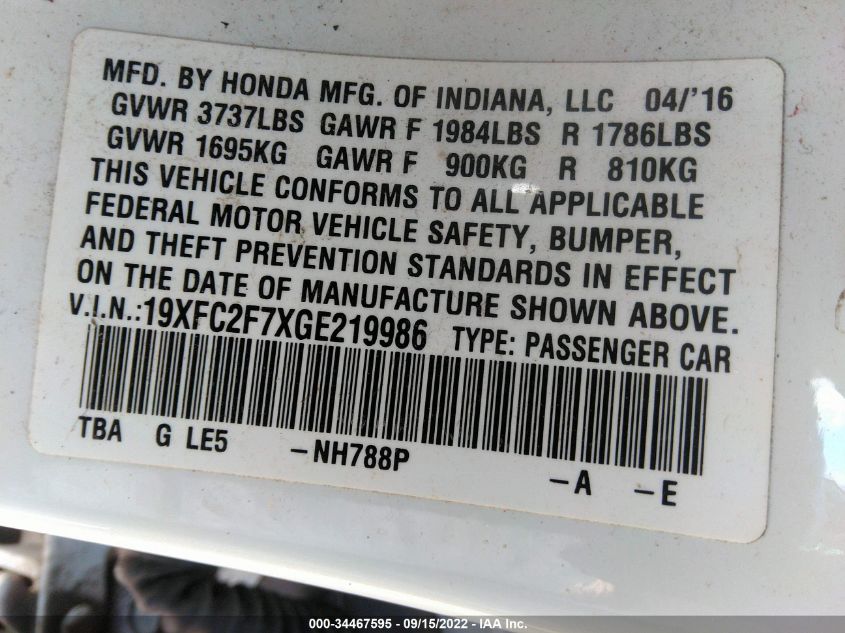 MFD. BY HONDA MFG. OF INDIANA, LLC 04/'16
GVWR 3737LBS GAWR F 1984LBS R 1786LBS
GVWR 1695KG GAWR F 900KG R 810KG
THIS VEHICLE CONFORMS TO ALL APPLICABLE
FEDERAL MOTOR VEHICLE SAFETY, BUMPER,
AND THEFT PREVENTION STANDARDS IN EFFECT
ON THE DATE OF MANUFACTURE SHOWN ABOVE.
V.I.N.:19XFC2F7XGE219986 TYPE: PASSENGER CAR
TBA G LE5 -NH788P -A -E
000-34467595 - 09/15/2022 - IAA Inc.